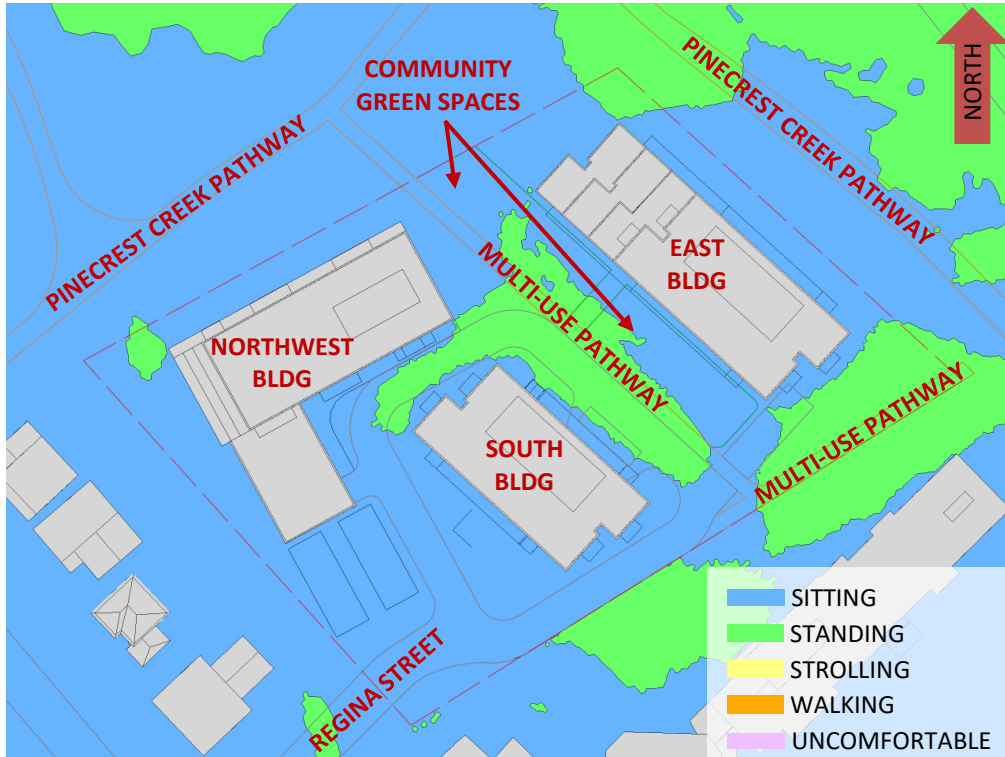 COMMUNITY
GREEN SPACES
NORTH
PINECREST CREEK PATHWAY
PINECREST CREEK PATHWAY
EAST
BLDG
MULTI-USE PATHWAY
NORTHWEST
BLDG
SOUTH
BLDG
MULTI-USE PATHWAY
REGINA STREET
SITTING
STANDING
STROLLING
WALKING
UNCOMFORTABLE